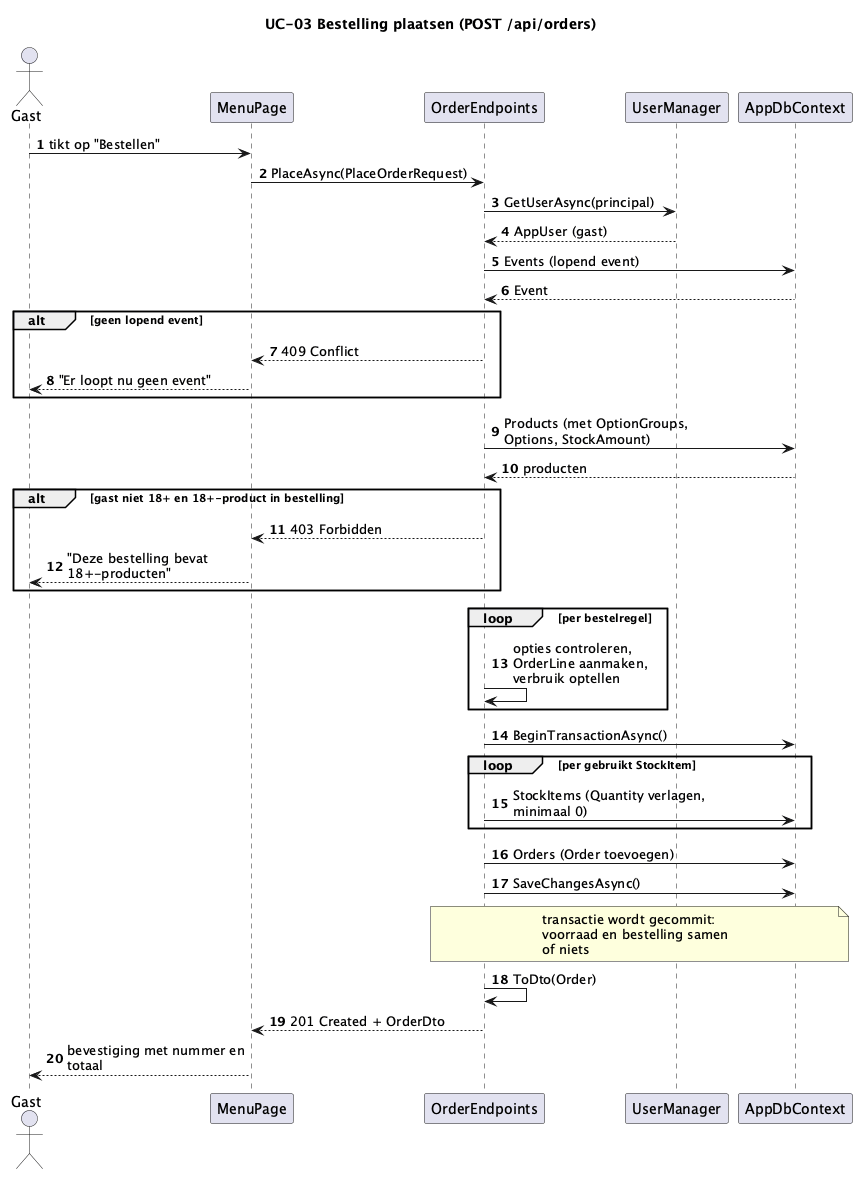 UC-03 Bestelling plaatsen (POST /api/orders)
Gast
MenuPage
OrderEndpoints
UserManager
AppDbContext
1 tikt op "Bestellen"
2 PlaceAsync(PlaceOrderRequest)
3 GetUserAsync(principal)
4 AppUser (gast)
5 Events (lopend event)
6 Event
alt [geen lopend event]
7 409 Conflict
8 "Er loopt nu geen event"
9 Products (met OptionGroups,
Options, StockAmount)
10 producten
alt [gast niet 18+ en 18+-product in bestelling]
11 403 Forbidden
12 "Deze bestelling bevat
18+-producten"
loop [per bestelregel]
13 opties controleren,
OrderLine aanmaken,
verbruik optellen
14 BeginTransactionAsync()
loop [per gebruikt StockItem]
15 StockItems (Quantity verlagen,
minimaal 0)
16 Orders (Order toevoegen)
17 SaveChangesAsync()
transactie wordt gecommit:
voorraad en bestelling samen
of niets
18 ToDto(Order)
19 201 Created + OrderDto
20 bevestiging met nummer en
totaal
Gast
MenuPage
OrderEndpoints
UserManager
AppDbContext